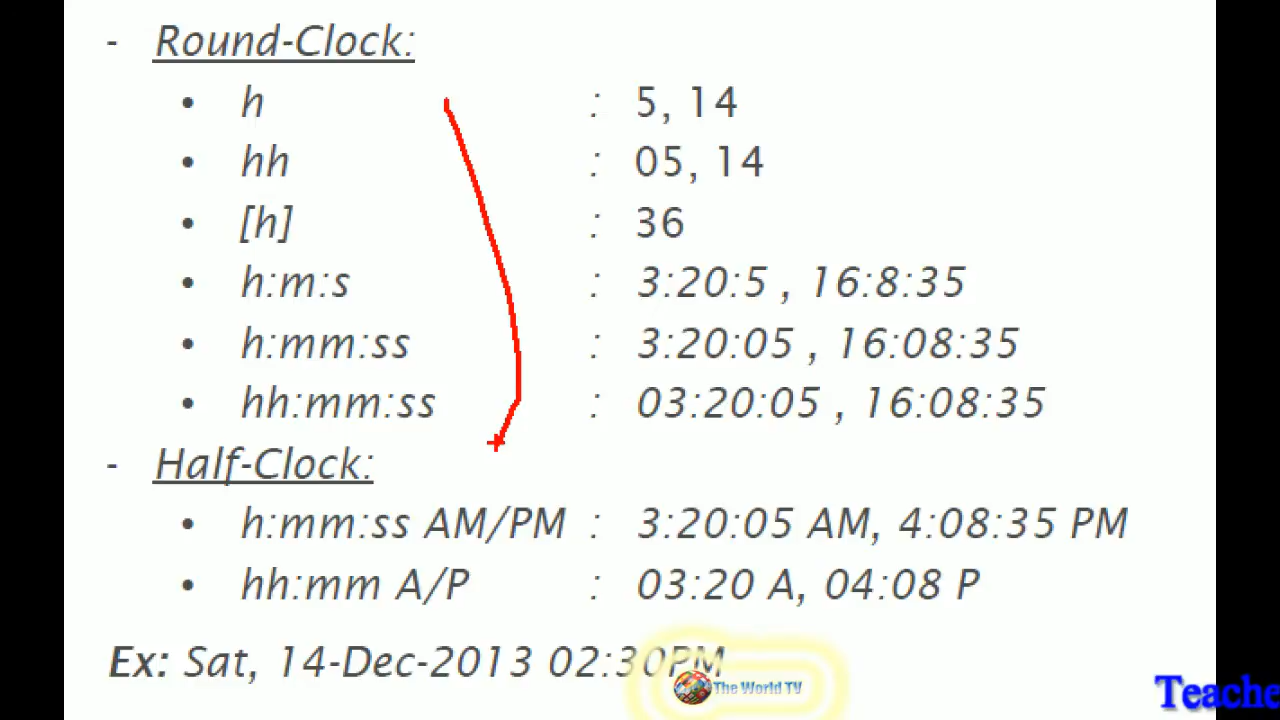 - Round-Clock:
• h : 5, 14
• hh : 05, 14
• [h] : 36
• h:m:s : 3:20:5 , 16:8:35
• h:mm:ss : 3:20:05 , 16:08:35
• hh:mm:ss : 03:20:05 , 16:08:35
- Half-Clock:
• h:mm:ss AM/PM : 3:20:05 AM, 4:08:35 PM
• hh:mm A/P : 03:20 A, 04:08 P
Ex: Sat, 14-Dec-2013 02:30PM
The World TV
Teache